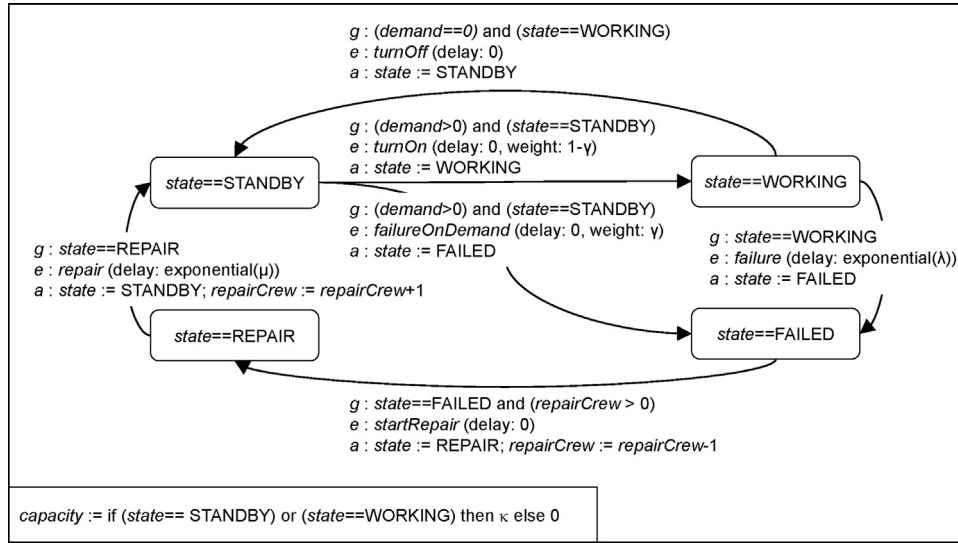 g : (demand==0) and (state==WORKING)
e : turnOff (delay: 0)
a : state := STANDBY
g : (demand>0) and (state==STANDBY)
e : turnOn (delay: 0, weight: 1-γ)
a : state := WORKING
state==STANDBY
state==WORKING
g : (demand>0) and (state==STANDBY)
e : failureOnDemand (delay: 0, weight: γ)
a : state := FAILED
g : state==WORKING
e : failure (delay: exponential(λ))
a : state := FAILED
g : state==REPAIR
e : repair (delay: exponential(μ))
a : state := STANDBY; repairCrew := repairCrew+1
state==REPAIR
state==FAILED
g : state==FAILED and (repairCrew > 0)
e : startRepair (delay: 0)
a : state := REPAIR; repairCrew := repairCrew-1
capacity := if (state== STANDBY) or (state==WORKING) then κ else 0